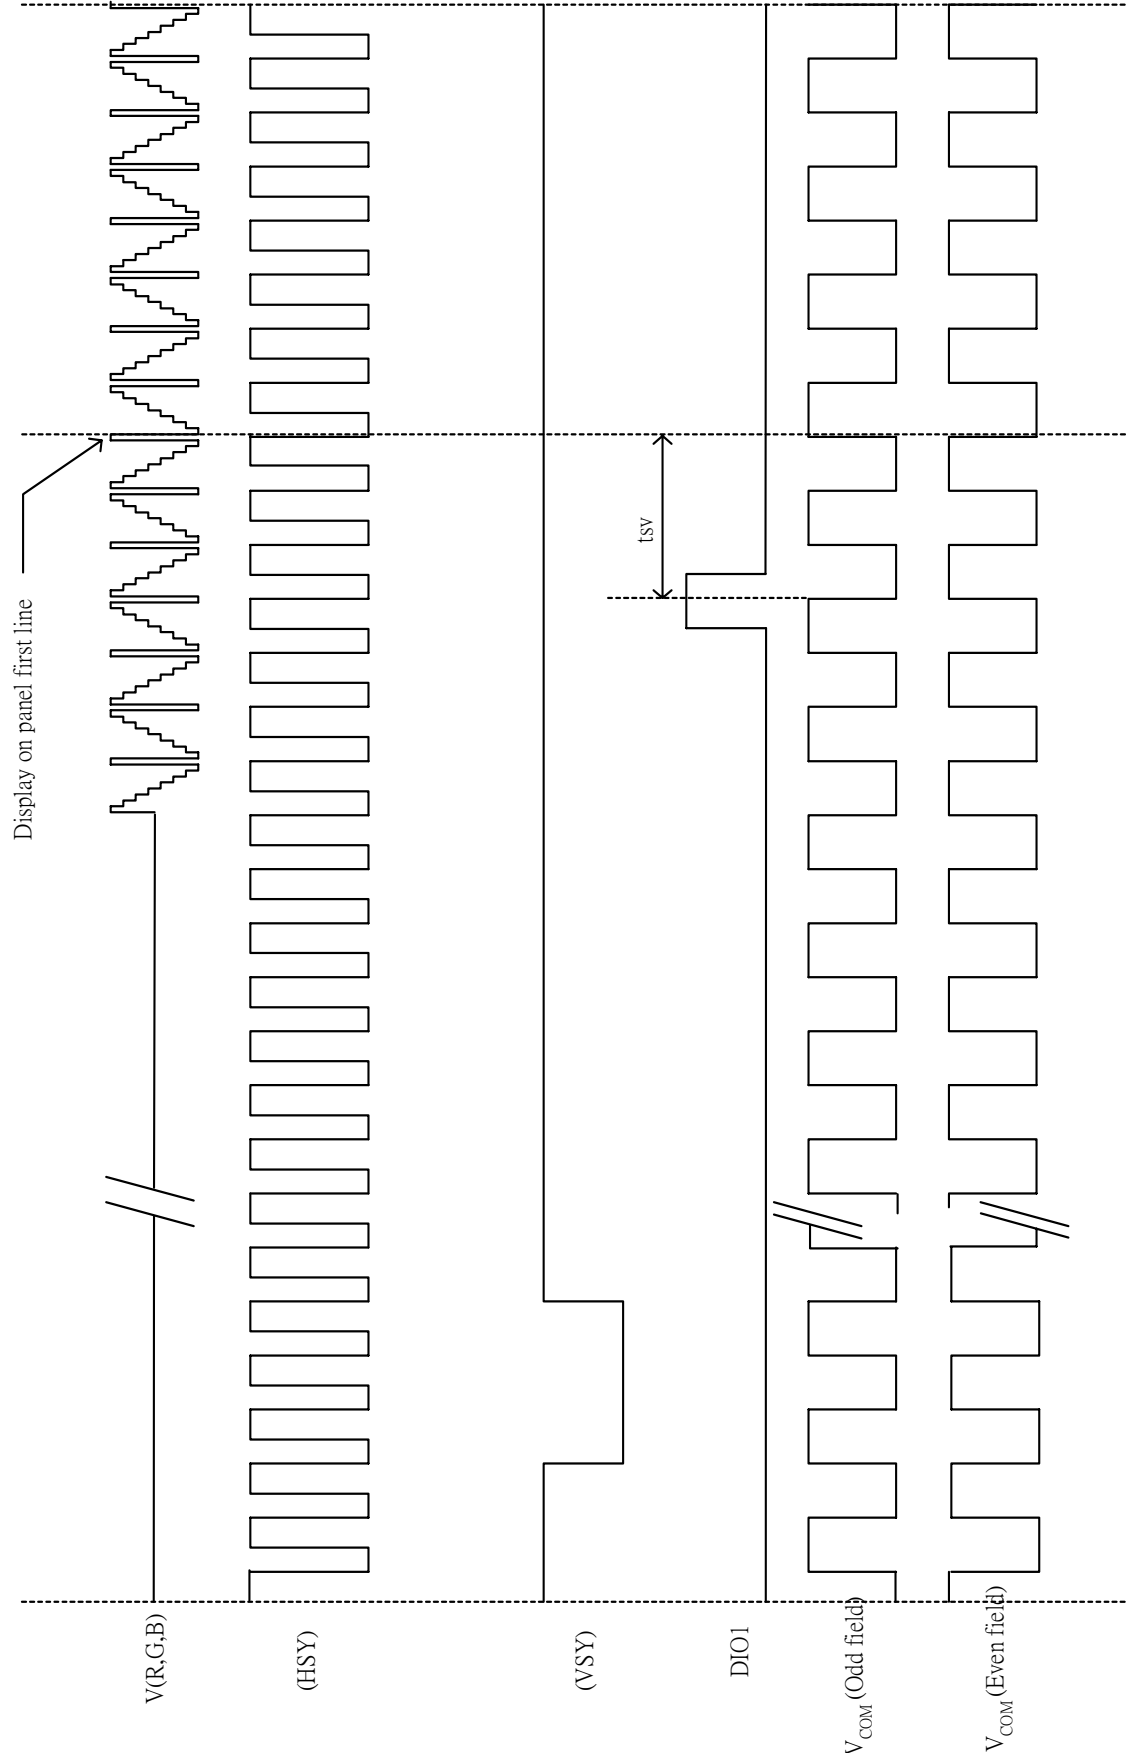 Display on panel first line
tsv
V(R,G,B)
(HSY)
(VSY)
DIO1
VCOM (Odd field)
VCOM (Even field)